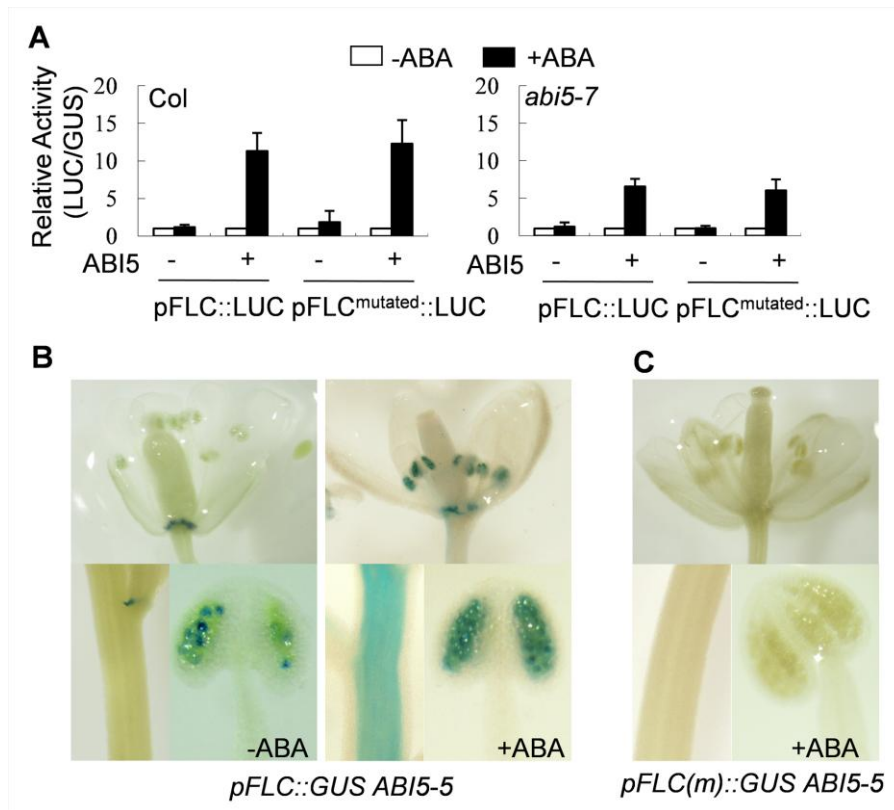 A
-ABA +ABA
Relative Activity
(LUC/GUS)
20
15
10
5
0
Col
ABI5 - + - +
pFLC::LUC pFLCmutated::LUC
20
15
10
5
0
abi5-7
ABI5 - + - +
pFLC::LUC pFLCmutated::LUC
B
-ABA +ABA
pFLC::GUS ABI5-5
C
+ABA
pFLC(m)::GUS ABI5-5